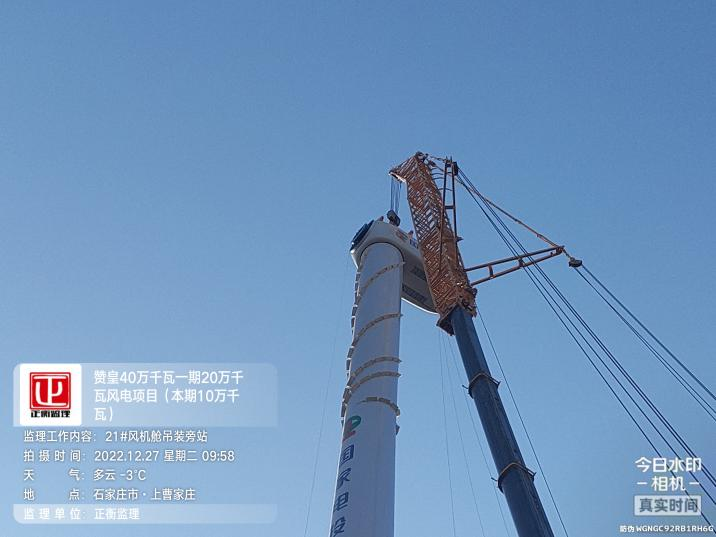 赞皇40万千瓦一期20万千
瓦风电项目（本期10万千
瓦）
正衡监理
监理工作内容：21#风机舱吊装旁站
拍摄时间：2022.12.27 星期二 09:58
天气：多云 -3℃
地点：石家庄市·上曹家庄
监理单位：正衡监理
国家电投
今日水印
相机
真实时间
防伪 WGNGC92RB1RH6G